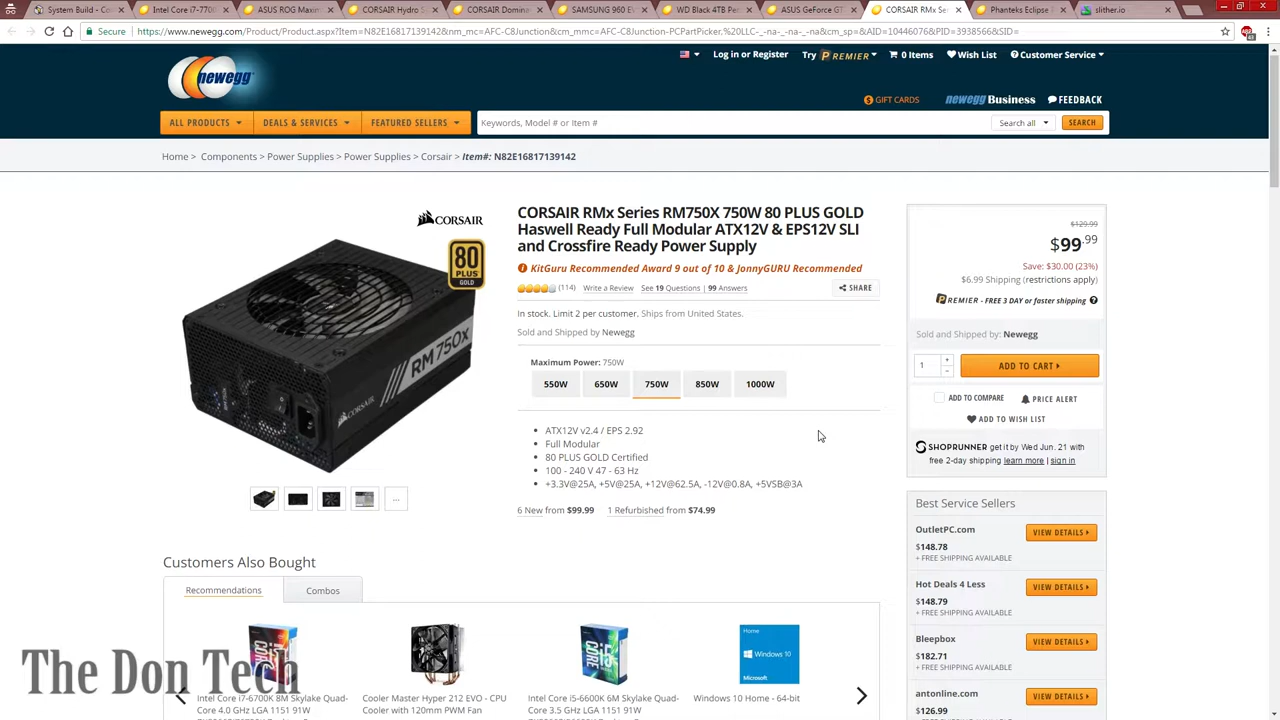 System Build - Co
Intel Core i7-7700K
ASUS ROG Maximu
CORSAIR Hydro S
CORSAIR Domina
SAMSUNG 960 EV
WD Black 4TB Per
ASUS GeForce GT
CORSAIR RMx Seri
Phanteks Eclipse P
slither.io
Secure
https://www.newegg.com/Product/Product.aspx?Item=N82E16817139142&nm_mc=AFC-C8Junction&cm_mmc=AFC-C8Junction-PCPartPicker,%20LLC-_-na-_-na-_-na&cm_sp=&AID=10446076&PID=3938566&SID=
Log in or Register
Try PREMIER
0 Items
Wish List
Customer Service
newegg
GIFT CARDS
newegg Business
FEEDBACK
ALL PRODUCTS
DEALS & SERVICES
FEATURED SELLERS
Keywords, Model # or Item #
Search all
SEARCH
Home > Components > Power Supplies > Power Supplies > Corsair > Item#: N82E16817139142
CORSAIR
80
PLUS
GOLD
RM750X
CORSAIR
CORSAIR RMx Series RM750X 750W 80 PLUS GOLD
Haswell Ready Full Modular ATX12V & EPS12V SLI
and Crossfire Ready Power Supply
KitGuru Recommended Award 9 out of 10 & JonnyGURU Recommended
(114) Write a Review See 19 Questions | 99 Answers
SHARE
In stock. Limit 2 per customer. Ships from United States.
Sold and Shipped by Newegg
Maximum Power: 750W
550W
650W
750W
850W
1000W
ATX12V v2.4 / EPS 2.92
Full Modular
80 PLUS GOLD Certified
100 - 240 V 47 - 63 Hz
+3.3V@25A, +5V@25A, +12V@62.5A, -12V@0.8A, +5VSB@3A
6 New from $99.99 1 Refurbished from $74.99
...
$129.99
$99.99
Save: $30.00 (23%)
$6.99 Shipping (restrictions apply)
PREMIER - FREE 3 DAY or faster shipping
Sold and Shipped by: Newegg
1
ADD TO CART
ADD TO COMPARE
PRICE ALERT
ADD TO WISH LIST
SHOPRUNNER get it by Wed Jun. 21 with
free 2-day shipping learn more | sign in
Best Service Sellers
OutletPC.com
$148.78
+ FREE SHIPPING AVAILABLE
VIEW DETAILS
Hot Deals 4 Less
$148.79
+ FREE SHIPPING AVAILABLE
VIEW DETAILS
Bleepbox
$182.71
+ FREE SHIPPING AVAILABLE
VIEW DETAILS
antonline.com
$126.99
VIEW DETAILS
Customers Also Bought
Recommendations
Combos
Intel Core i7-6700K 8M Skylake Quad-
Core 4.0 GHz LGA 1151 91W
Cooler Master Hyper 212 EVO - CPU
Cooler with 120mm PWM Fan
Intel Core i5-6600K 6M Skylake Quad-
Core 3.5 GHz LGA 1151 91W
Home
Windows 10
Microsoft
Windows 10 Home - 64-bit
The Don Tech